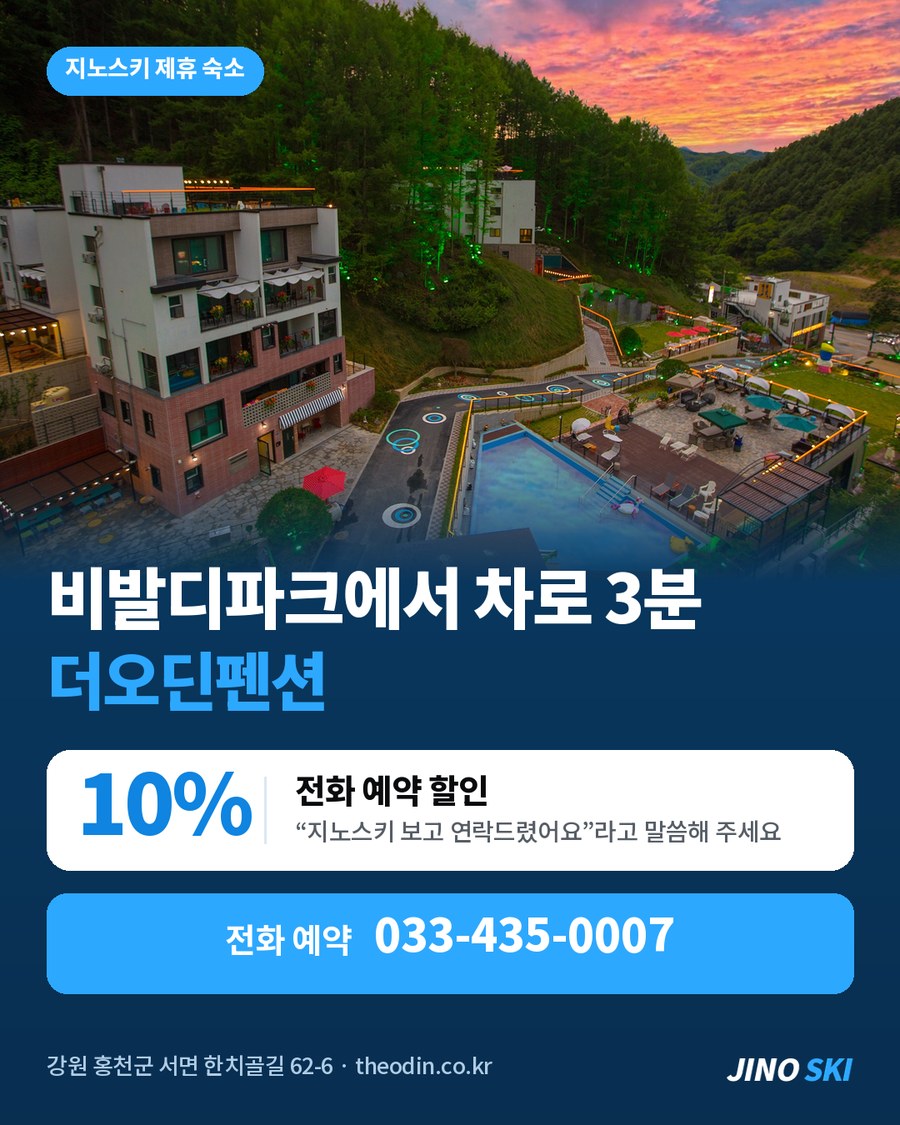 지노스키 제휴 숙소
비발디파크에서 차로 3분
더오딘펜션
10%
전화 예약 할인
“지노스키 보고 연락드렸어요”라고 말씀해 주세요
전화 예약 033-435-0007
강원 홍천군 서면 한치골길 62-6 · theodin.co.kr
JINO SKI